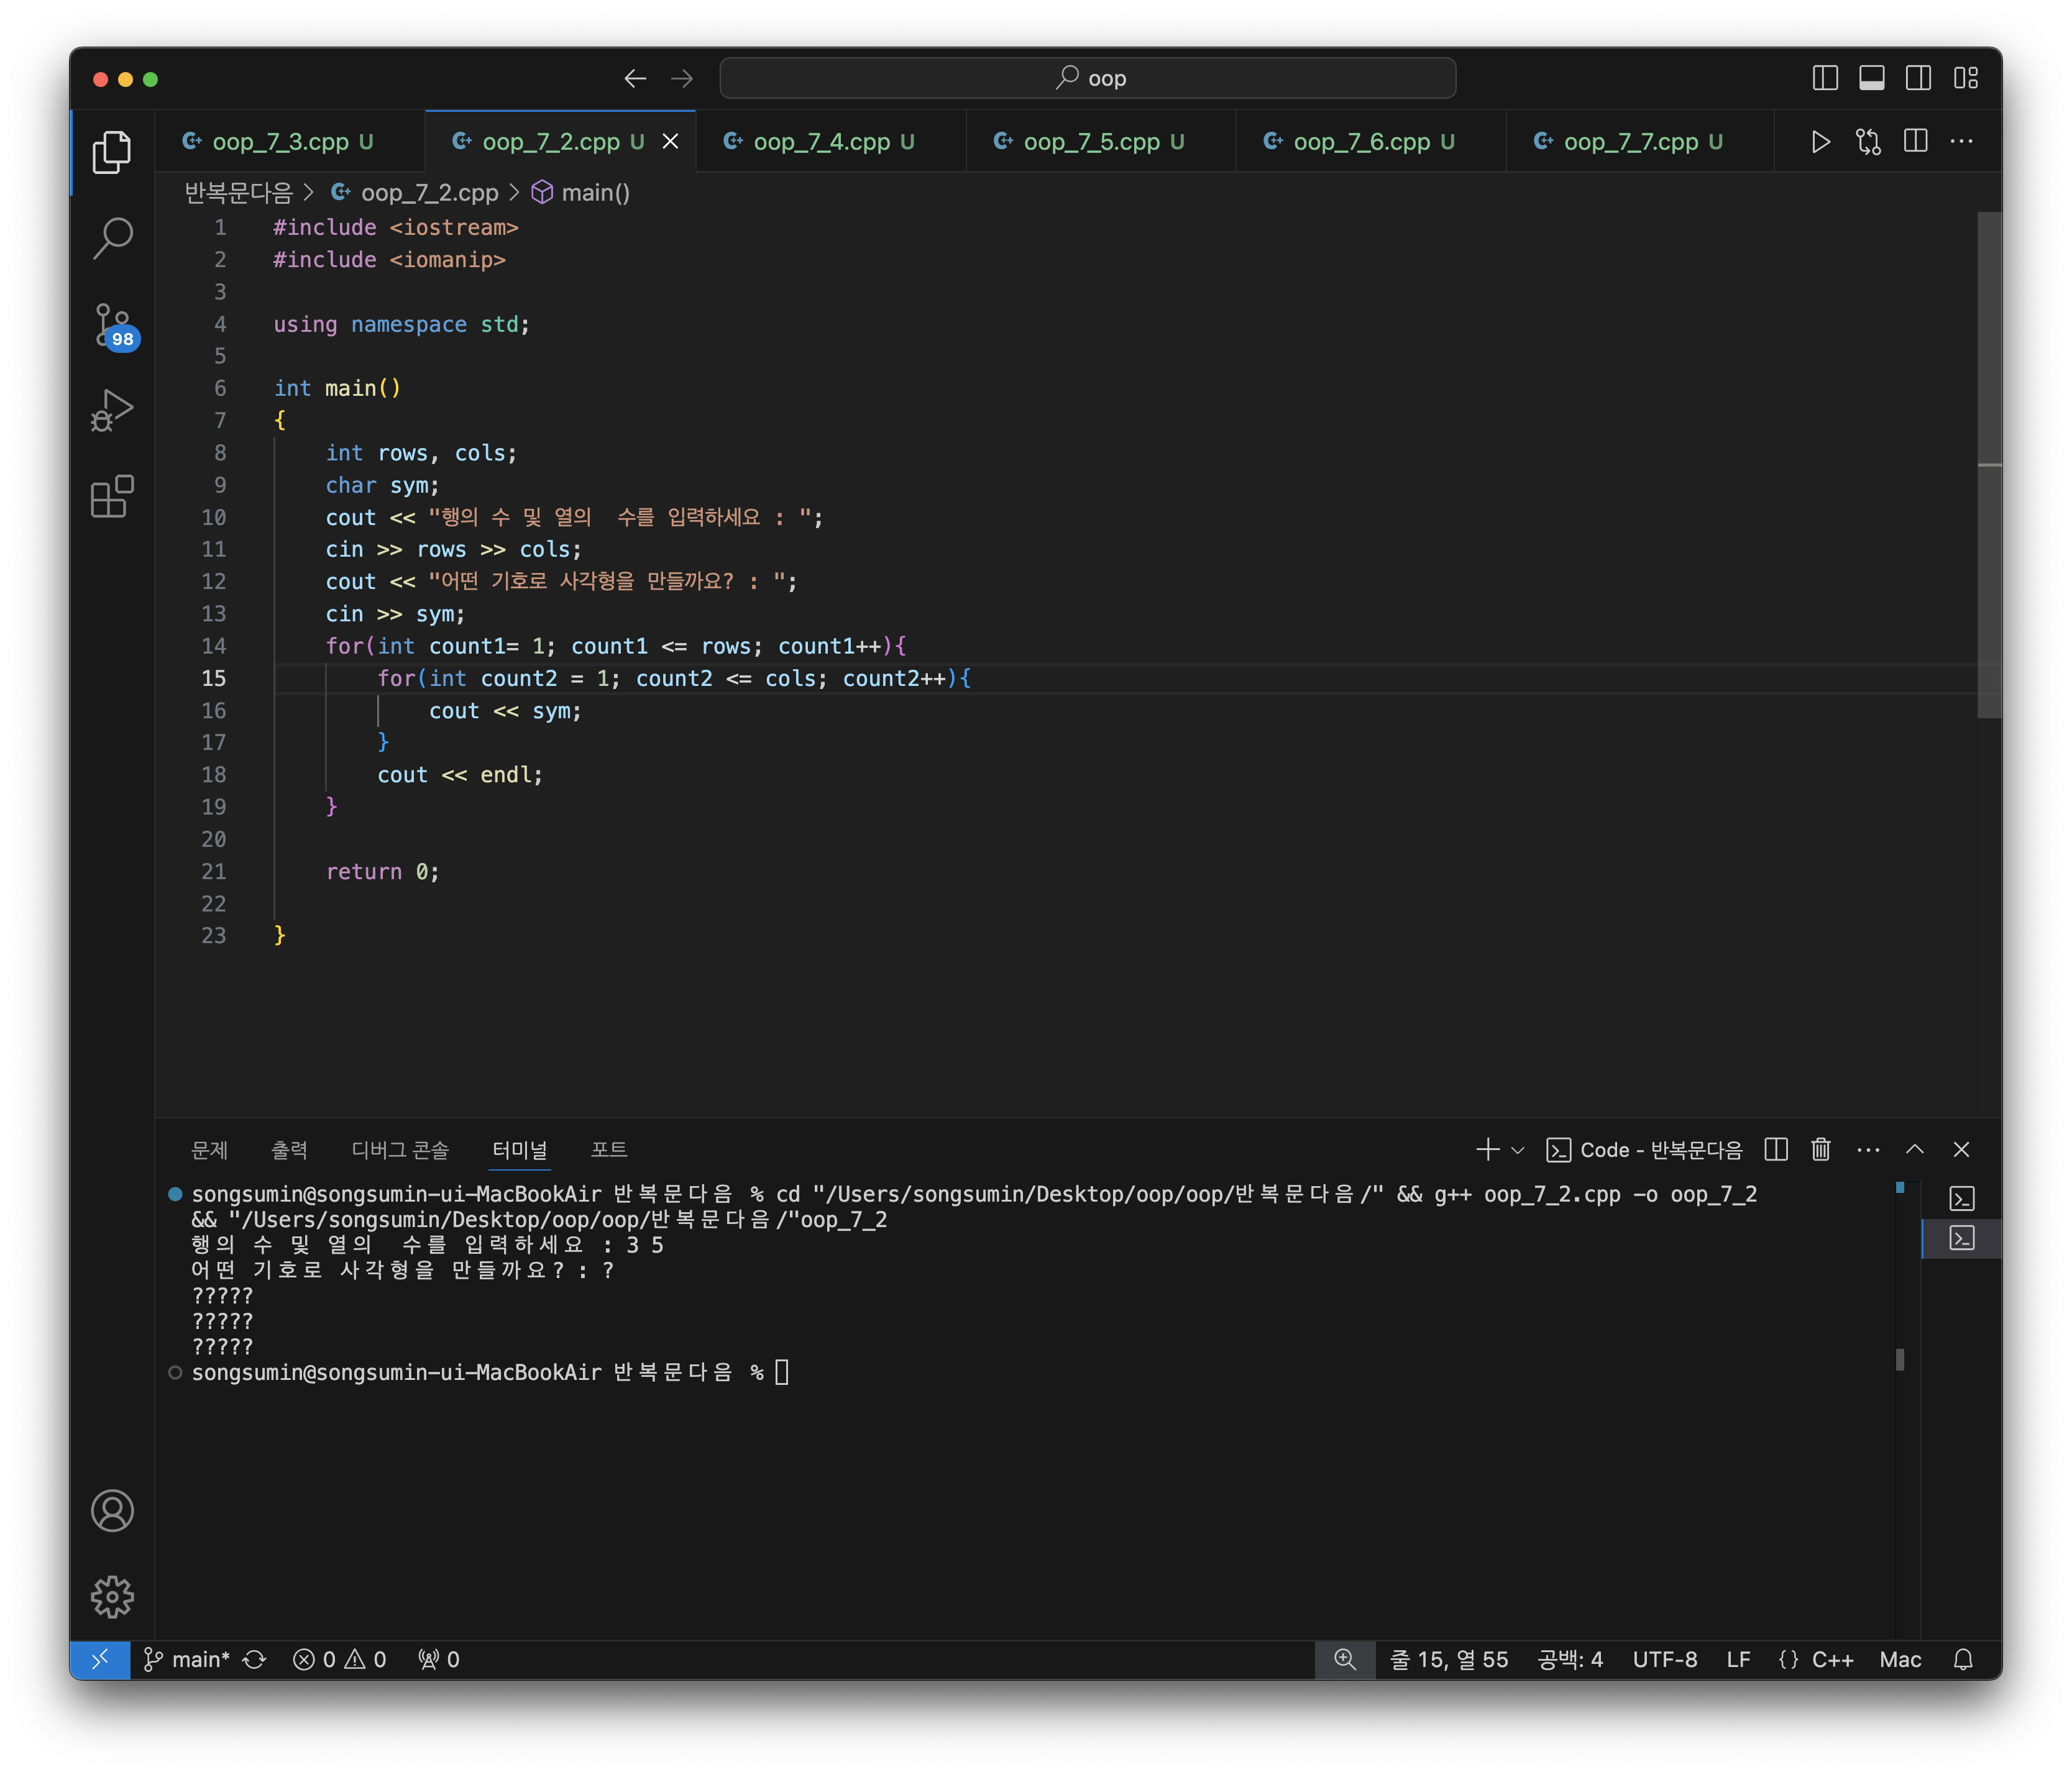 oop
oop_7_3.cpp U
oop_7_2.cpp U
oop_7_4.cpp U
oop_7_5.cpp U
oop_7_6.cpp U
oop_7_7.cpp U
반복문다음 > oop_7_2.cpp > main()
1 #include <iostream>
2 #include <iomanip>
3
4 using namespace std;
5
6 int main()
7 {
8     int rows, cols;
9     char sym;
10     cout << "행의 수 및 열의  수를 입력하세요 : ";
11     cin >> rows >> cols;
12     cout << "어떤 기호로 사각형을 만들까요? : ";
13     cin >> sym;
14     for(int count1= 1; count1 <= rows; count1++){
15         for(int count2 = 1; count2 <= cols; count2++){
16             cout << sym;
17         }
18         cout << endl;
19     }
20
21     return 0;
22
23 }
98
문제 출력 디버그 콘솔 터미널 포트 Code - 반복문다음
songsumin@songsumin-ui-MacBookAir 반복문다음 % cd "/Users/songsumin/Desktop/oop/oop/반복문다음/" && g++ oop_7_2.cpp -o oop_7_2
&& "/Users/songsumin/Desktop/oop/oop/반복문다음/"oop_7_2
행의 수 및 열의  수를 입력하세요 : 3 5
어떤 기호로 사각형을 만들까요? : ?
?????
?????
?????
songsumin@songsumin-ui-MacBookAir 반복문다음 %
main* 0 0 0 줄 15, 열 55 공백: 4 UTF-8 LF {} C++ Mac